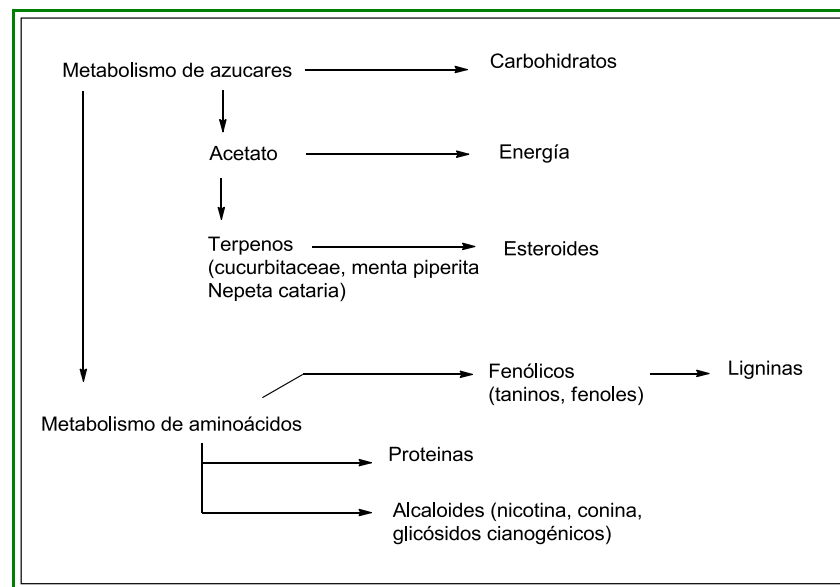 Metabolismo de azucares
Carbohidratos
Acetato
Energía
Terpenos
(cucurbitaceae, menta piperita
Nepeta cataria)
Esteroides
Fenólicos
(taninos, fenoles)
Ligninas
Metabolismo de aminoácidos
Proteinas
Alcaloides (nicotina, conina,
glicósidos cianogénicos)